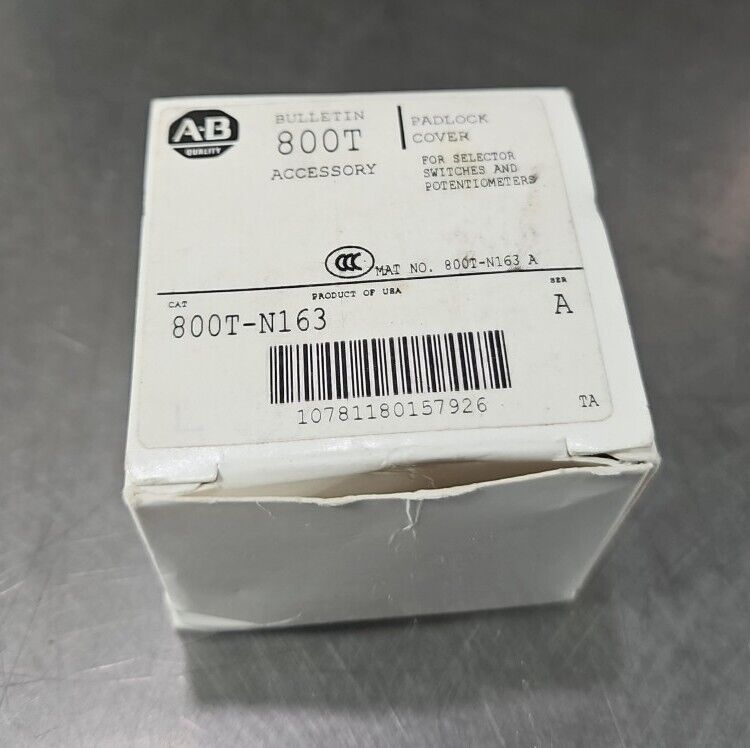 A-B
QUALITY
BULLETIN
800T
ACCESSORY
PADLOCK
COVER
FOR SELECTOR
SWITCHES AND
POTENTIOMETERS
CCC
MAT NO. 800T-N163 A
PRODUCT OF USA
CAT
800T-N163
SER
A
10781180157926
TA